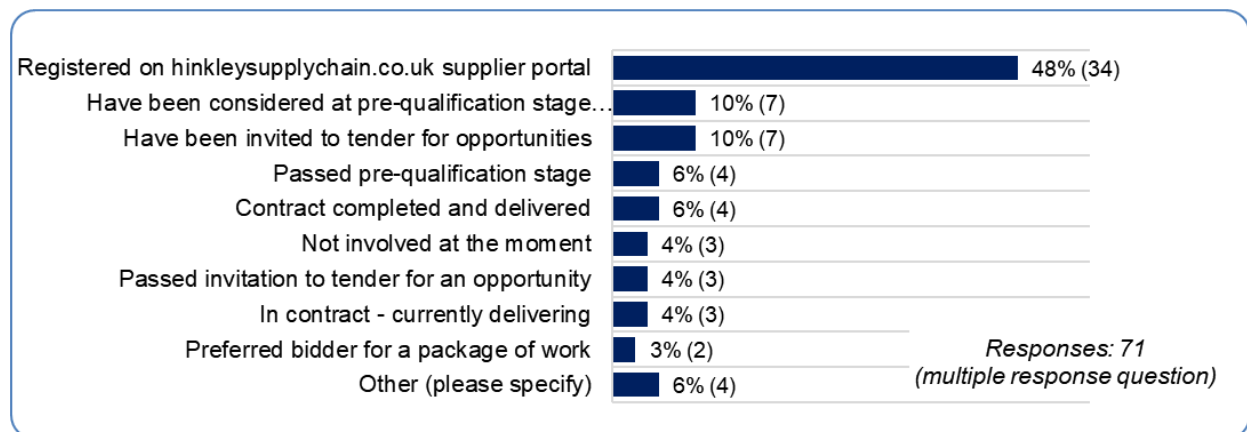 Registered on hinkleysupplychain.co.uk supplier portal 48% (34)
Have been considered at pre-qualification stage… 10% (7)
Have been invited to tender for opportunities 10% (7)
Passed pre-qualification stage 6% (4)
Contract completed and delivered 6% (4)
Not involved at the moment 4% (3)
Passed invitation to tender for an opportunity 4% (3)
In contract - currently delivering 4% (3)
Preferred bidder for a package of work 3% (2)
Other (please specify) 6% (4)
Responses: 71
(multiple response question)